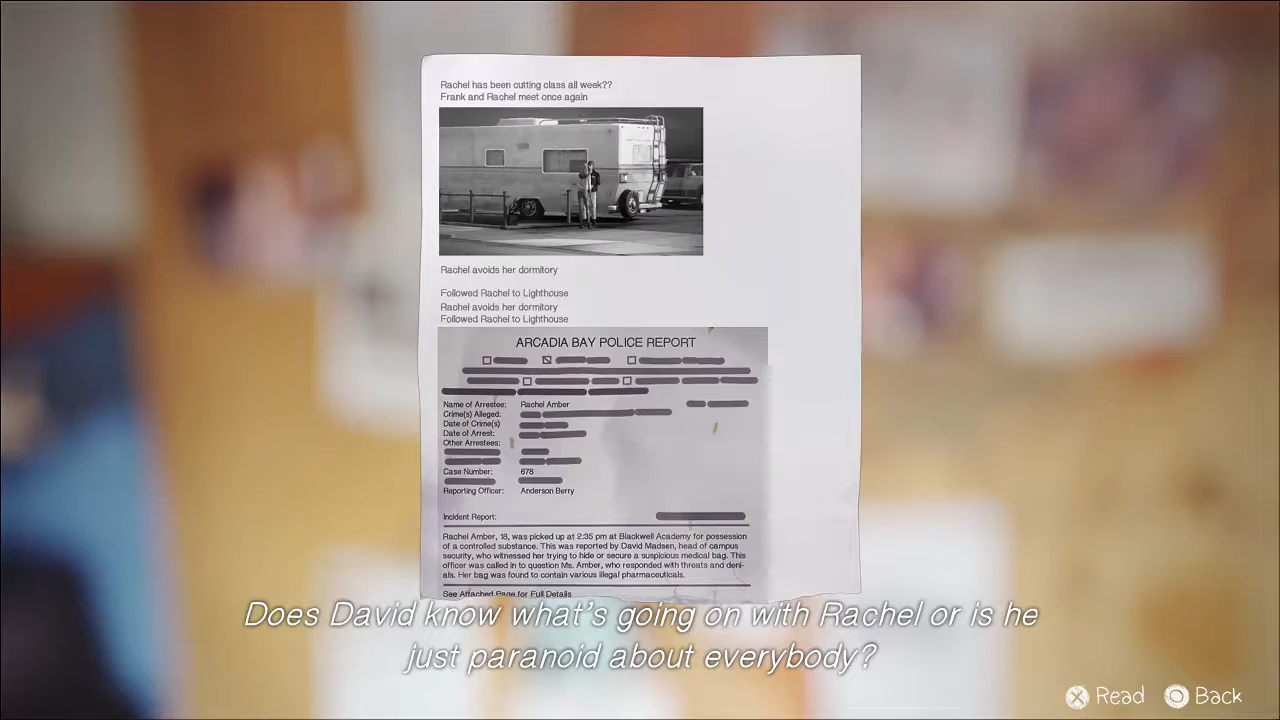 Rachel has been cutting class all week??
Frank and Rachel meet once again
Rachel avoids her dormitory
Followed Rachel to Lighthouse
Rachel avoids her dormitory
Followed Rachel to Lighthouse
ARCADIA BAY POLICE REPORT
Name of Arrestee: Rachel Amber
Crime(s) Alleged:
Date of Crime(s)
Date of Arrest:
Other Arrestees:
Case Number: 678
Reporting Officer: Anderson Berry
Incident Report:
Rachel Amber, 18, was picked up at 2:35 pm at Blackwell Academy for possession
of a controlled substance. This was reported by David Madsen, head of campus
security, who witnessed her trying to hide or secure a suspicious medical bag. This
officer was called in to question Ms. Amber, who responded with threats and deni-
als. Her bag was found to contain various illegal pharmaceuticals.
See Attached Page for Full Details
Does David know what's going on with Rachel or is he
just paranoid about everybody?
Read Back